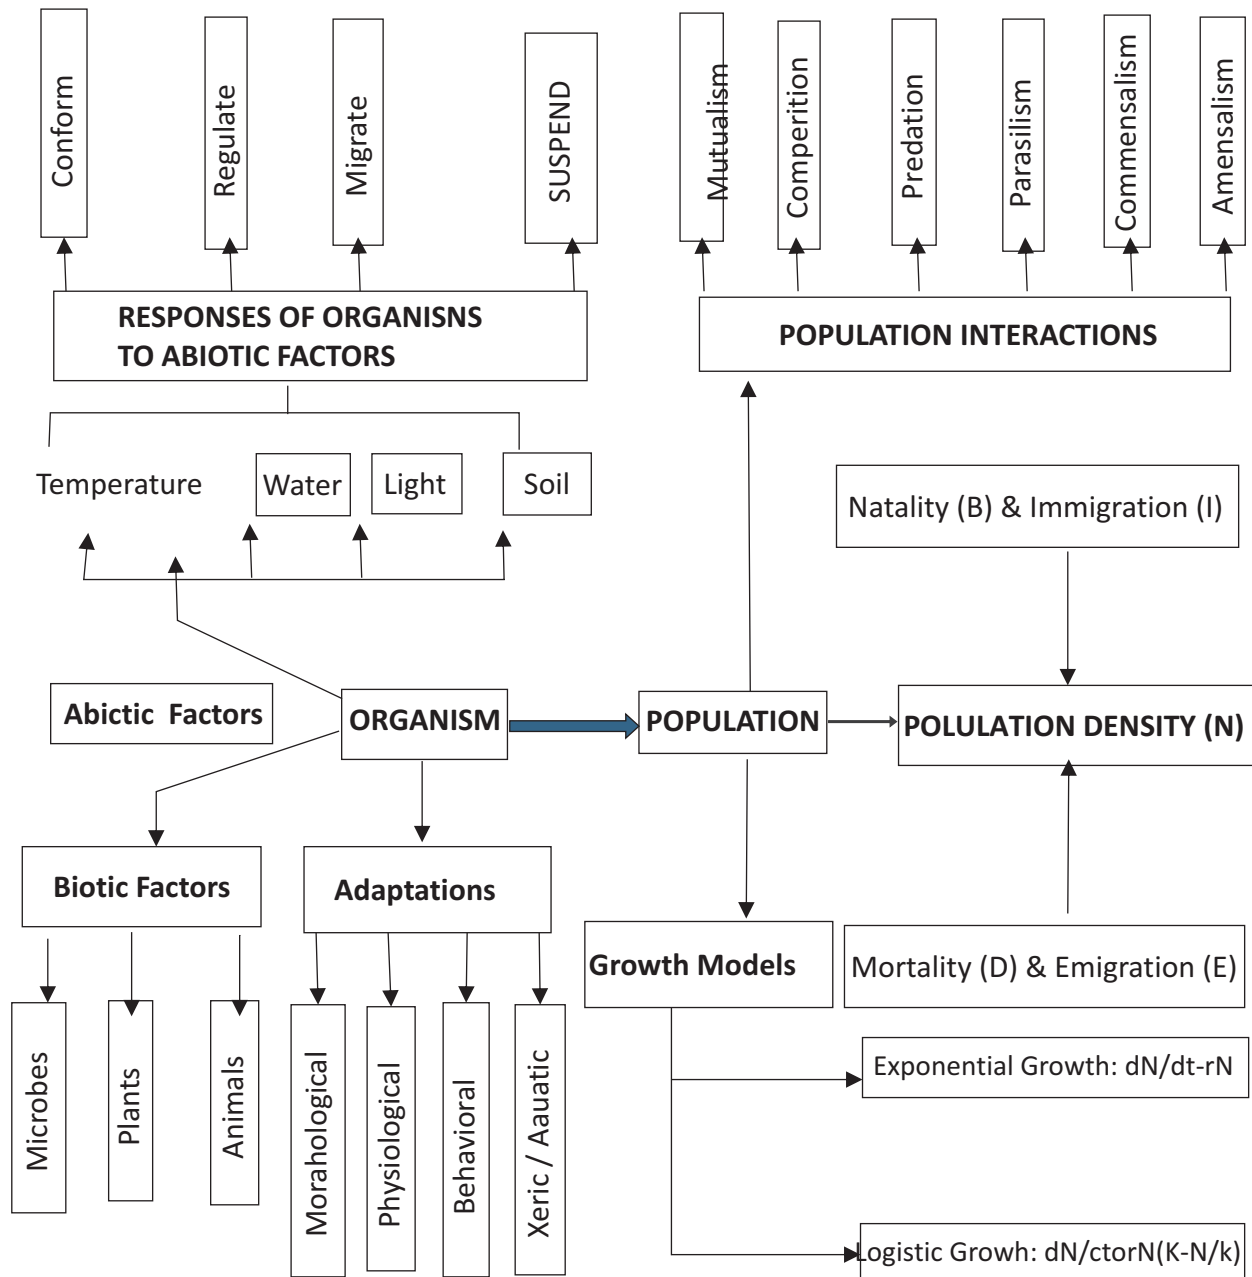 Conform
Regulate
Migrate
SUSPEND
Mutualism
Comperition
Predation
Parasilism
Commensalism
Amensalism
RESPONSES OF ORGANISNS
TO ABIOTIC FACTORS
POPULATION INTERACTIONS
Temperature
Water
Light
Soil
Natality (B) & Immigration (I)
Abictic Factors
ORGANISM
POPULATION
POLULATION DENSITY (N)
Biotic Factors
Adaptations
Growth Models
Mortality (D) & Emigration (E)
Microbes
Plants
Animals
Morahological
Physiological
Behavioral
Xeric / Aauatic
Exponential Growth: dN/dt-rN
Logistic Growh: dN/ctorN(K-N/k)